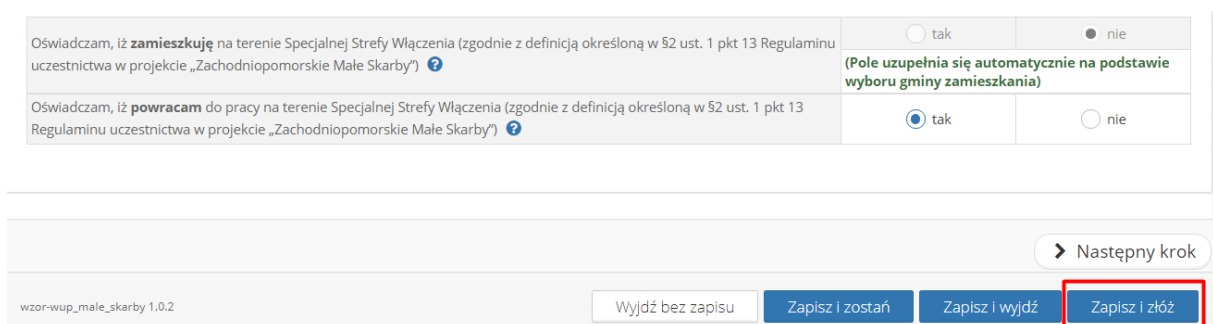 Oświadczam, iż zamieszkuję na terenie Specjalnej Strefy Włączenia (zgodnie z definicją określoną w §2 ust. 1 pkt 13 Regulaminu
uczestnictwa w projekcie „Zachodniopomorskie Małe Skarby”)
tak
nie
(Pole uzupełnia się automatycznie na podstawie
wyboru gminy zamieszkania)
Oświadczam, iż powracam do pracy na terenie Specjalnej Strefy Włączenia (zgodnie z definicją określoną w §2 ust. 1 pkt 13
Regulaminu uczestnictwa w projekcie „Zachodniopomorskie Małe Skarby”)
tak
nie
Następny krok
wzor-wup_male_skarby 1.0.2
Wyjdź bez zapisu
Zapisz i zostań
Zapisz i wyjdź
Zapisz i złóż